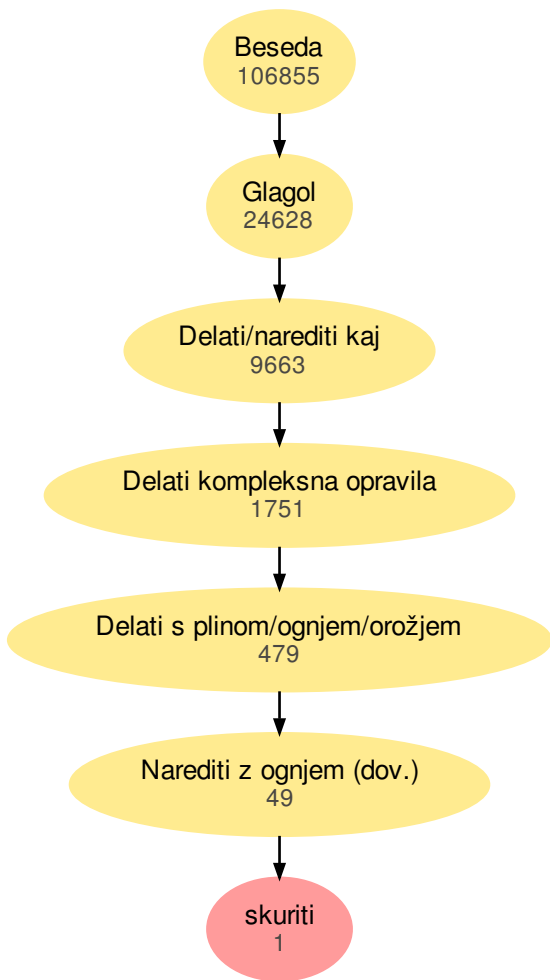 Beseda
106855
Glagol
24628
Delati/narediti kaj
9663
Delati kompleksna opravila
1751
Delati s plinom/ognjem/orožjem
479
Narediti z ognjem (dov.)
49
skuriti
1